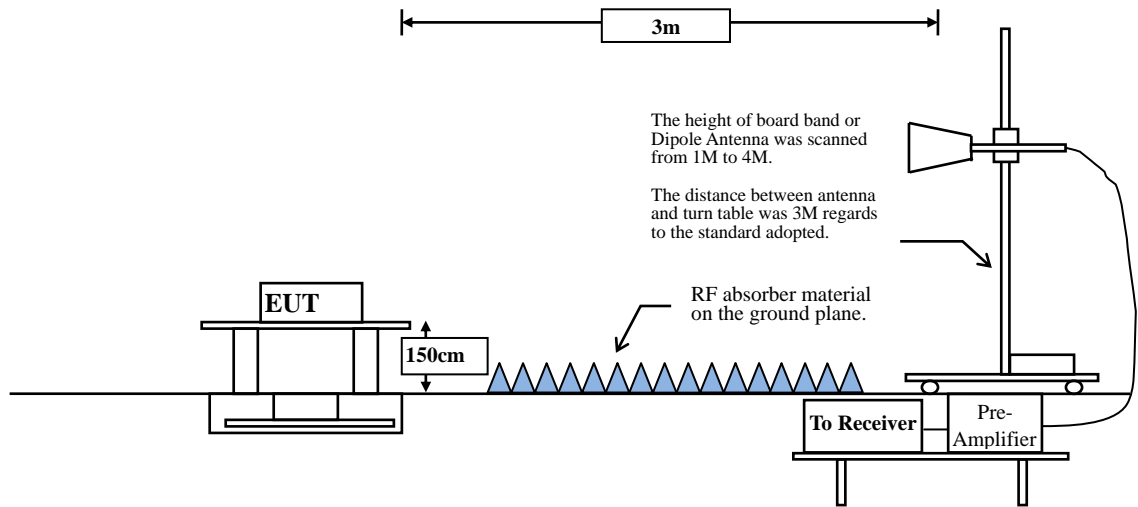 3m
The height of board band or
Dipole Antenna was scanned
from 1M to 4M.
The distance between antenna
and turn table was 3M regards
to the standard adopted.
EUT
RF absorber material
on the ground plane.
150cm
To Receiver
Pre-
Amplifier